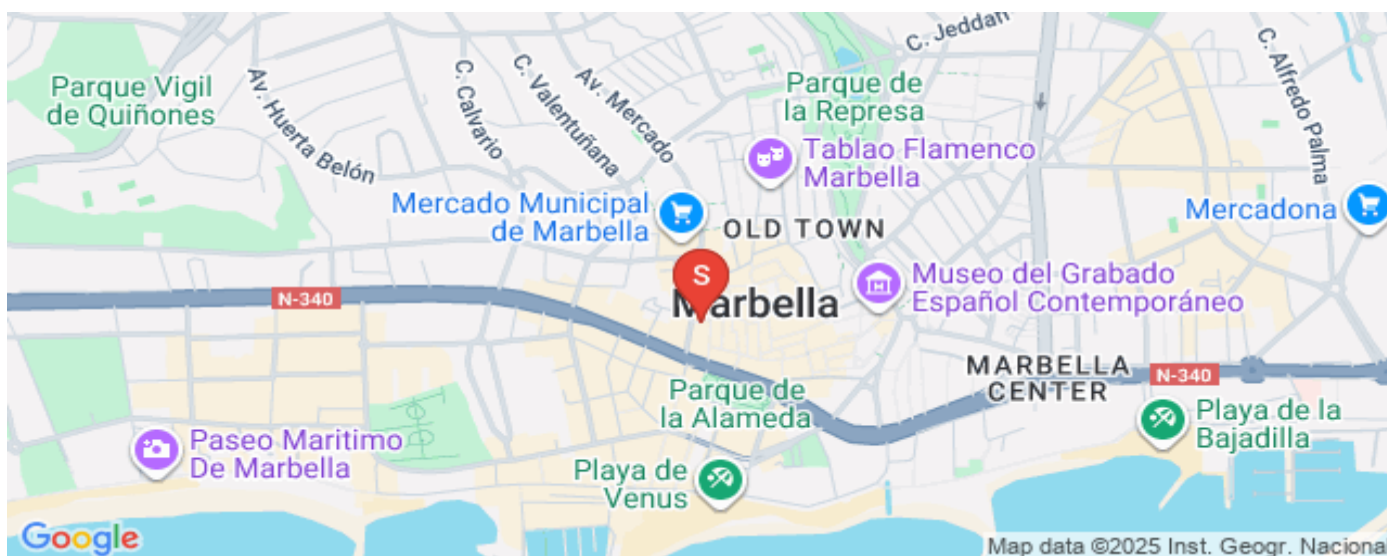 C. Jeddah
Parque Vigil
de Quiñones
Av. Huerta Belón
C. Calvario
C. Valentuñana
Av. Mercado
Parque de
la Represa
C. Alfredo Palma
Tablao Flamenco
Marbella
Mercado Municipal
de Marbella
OLD TOWN
Mercadona
S
Marbella
Museo del Grabado
Español Contemporáneo
N-340
MARBELLA
CENTER
N-340
Parque de
la Alameda
Playa de la
Bajadilla
Paseo Maritimo
De Marbella
Playa de
Venus
Google
Map data ©2025 Inst. Geogr. Naciona